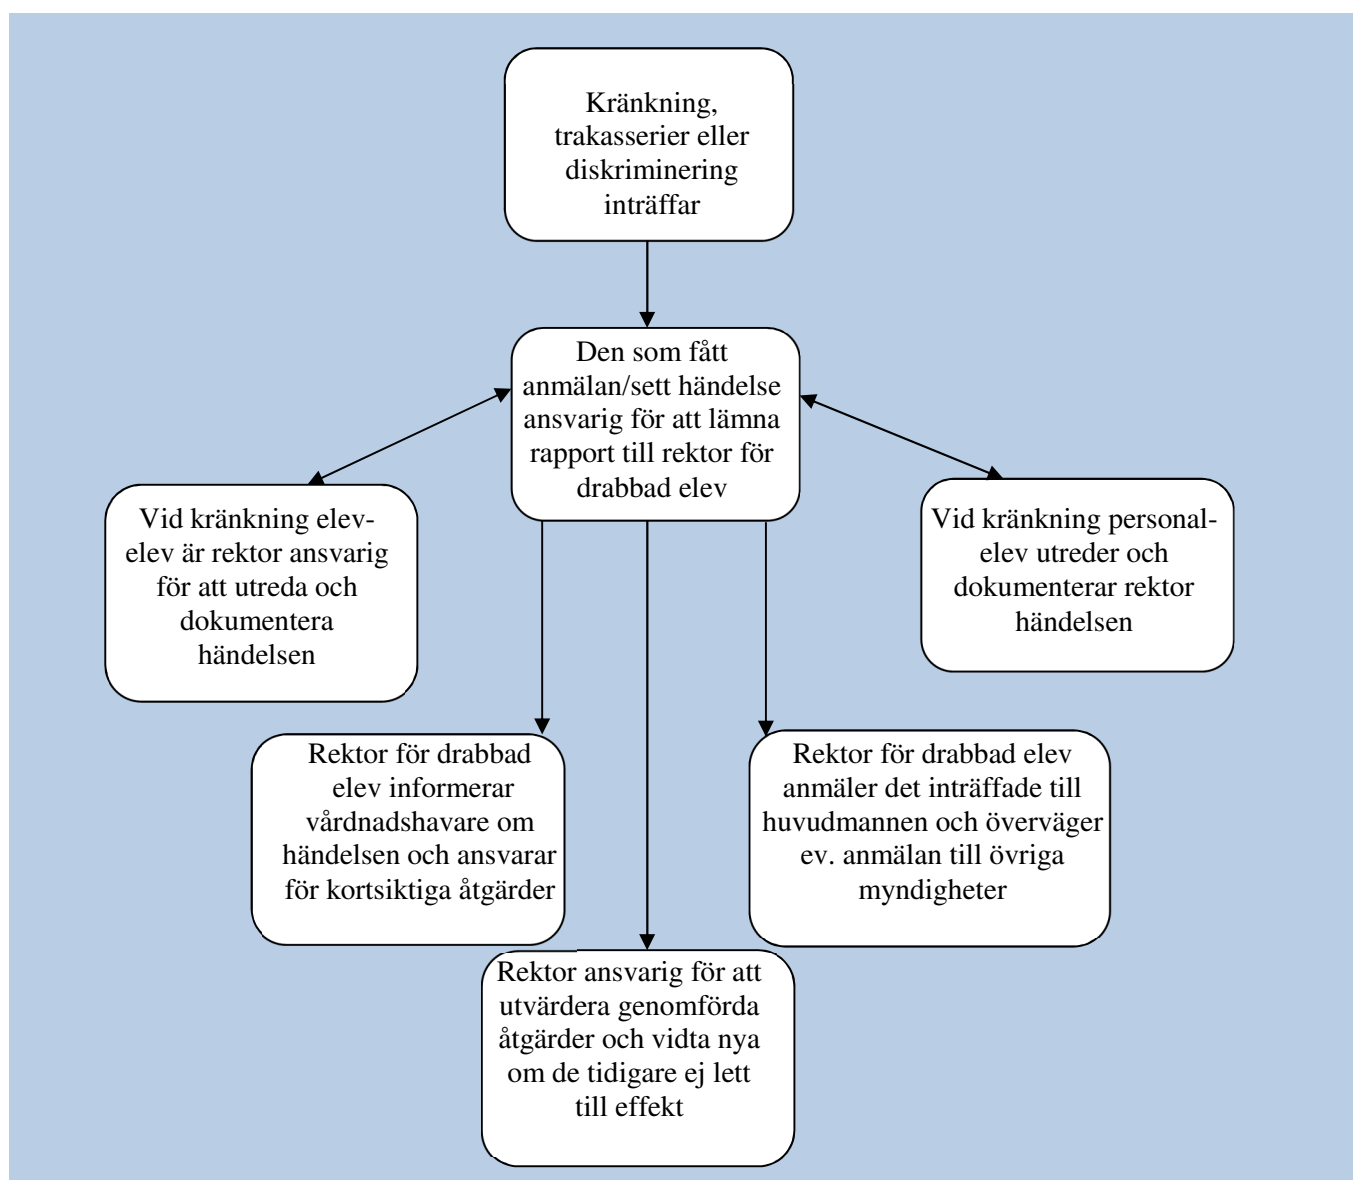 Kränkning,
trakasserier eller
diskriminering
inträffar
Den som fått
anmälan/sett händelse
ansvarig för att lämna
rapport till rektor för
drabbad elev
Vid kränkning elev-
elev är rektor ansvarig
för att utreda och
dokumentera
händelsen
Vid kränkning personal-
elev utreder och
dokumenterar rektor
händelsen
Rektor för drabbad
elev informerar
vårdnadshavare om
händelsen och ansvarar
för kortsiktiga åtgärder
Rektor för drabbad elev
anmäler det inträffade till
huvudmannen och överväger
ev. anmälan till övriga
myndigheter
Rektor ansvarig för att
utvärdera genomförda
åtgärder och vidta nya
om de tidigare ej lett
till effekt